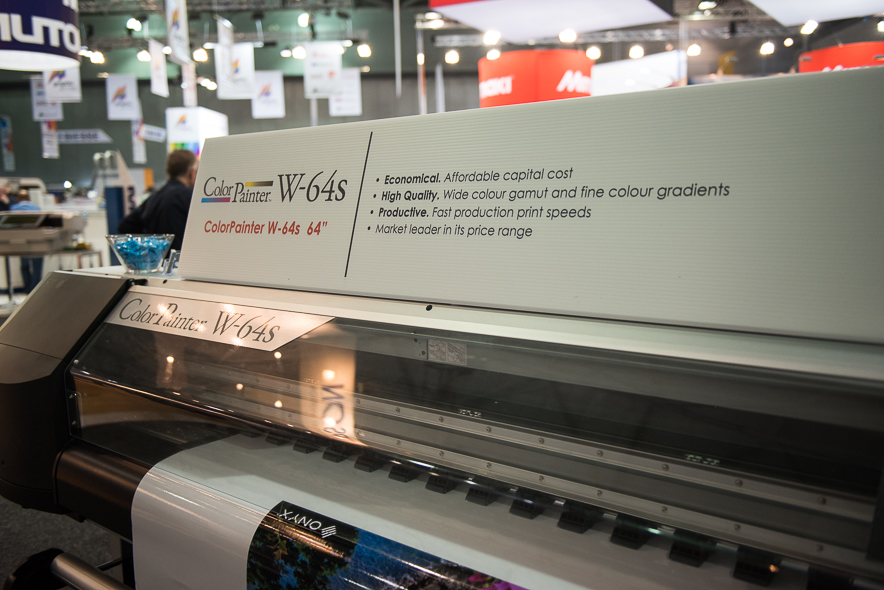 MUTO
ColorPainter W-64s
ColorPainter W-64s 64"
• Economical. Affordable capital cost
• High Quality. Wide colour gamut and fine colour gradients
• Productive. Fast production print speeds
• Market leader in its price range
ColorPainter W-64s
ONYX